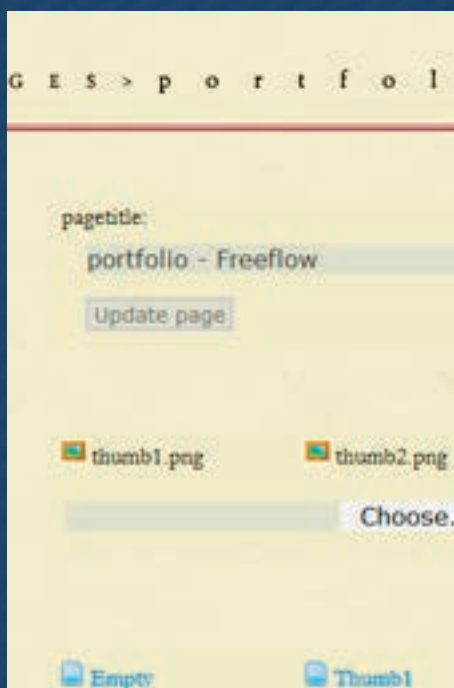 G E S > p o r t f o l
pagetitle:
portfolio - Freeflow
Update page
thumb1.png thumb2.png
Choose.
Empty Thumb1